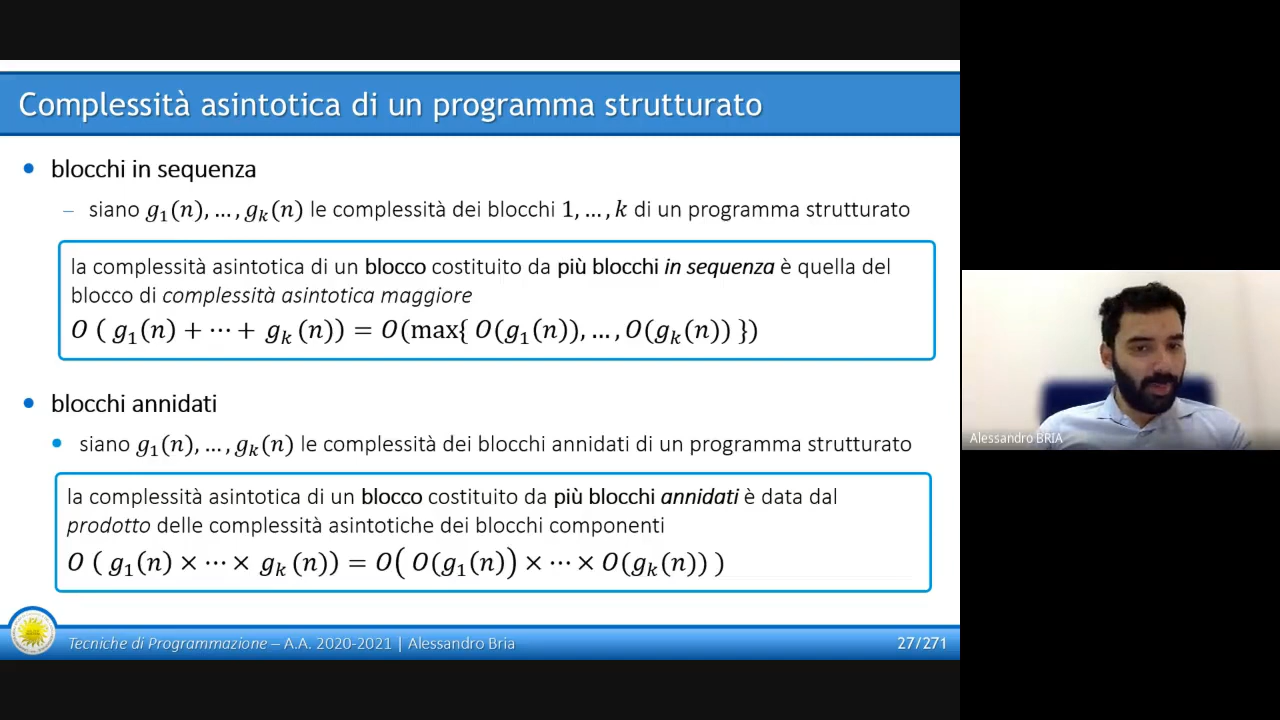 Complessità asintotica di un programma strutturato
• blocchi in sequenza
– siano g₁(n), … , gₖ(n) le complessità dei blocchi 1, … , k di un programma strutturato
la complessità asintotica di un blocco costituito da più blocchi in sequenza è quella del
blocco di complessità asintotica maggiore
O ( g₁(n) + ⋯ + gₖ (n)) = O(max{ O(g₁(n)), … , O(gₖ(n)) })
• blocchi annidati
• siano g₁(n), … , gₖ(n) le complessità dei blocchi annidati di un programma strutturato
la complessità asintotica di un blocco costituito da più blocchi annidati è data dal
prodotto delle complessità asintotiche dei blocchi componenti
O ( g₁(n) × ⋯ × gₖ (n)) = O( O(g₁(n)) × ⋯ × O(gₖ(n)) )
Tecniche di Programmazione – A.A. 2020-2021 | Alessandro Bria
27/271
Alessandro BRIA